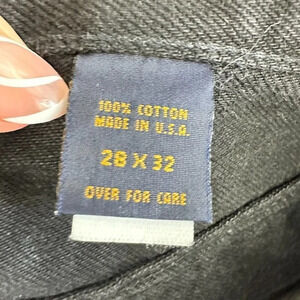 100% COTTON
MADE IN U.S.A.
28 X 32
OVER FOR CARE